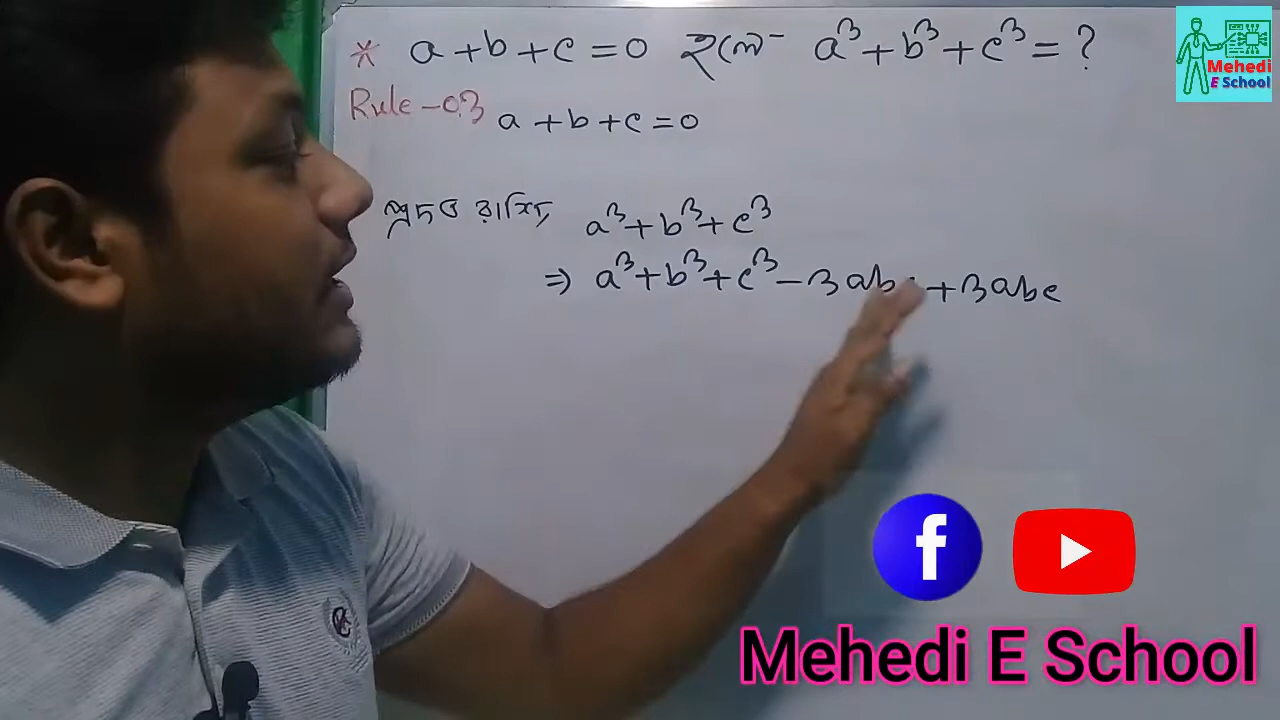 * a + b + c = 0 হলে a³ + b³ + c³ = ?
Rule - 03 a + b + c = 0
প্রদত্ত রাশি, a³ + b³ + c³
⇒ a³ + b³ + c³ - 3abc + 3abc
Mehedi
E School
f
Mehedi E School